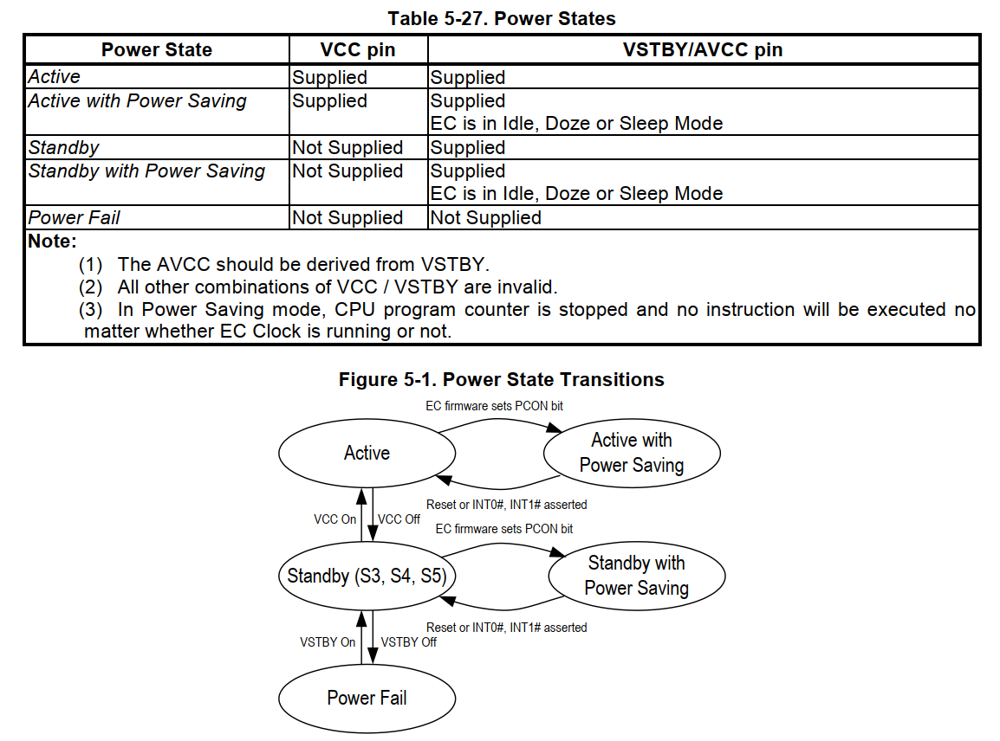 Table 5-27. Power States
Power State VCC pin VSTBY/AVCC pin
Active Supplied Supplied
Active with Power Saving Supplied Supplied
EC is in Idle, Doze or Sleep Mode
Standby Not Supplied Supplied
Standby with Power Saving Not Supplied Supplied
EC is in Idle, Doze or Sleep Mode
Power Fail Not Supplied Not Supplied
Note:
(1) The AVCC should be derived from VSTBY.
(2) All other combinations of VCC / VSTBY are invalid.
(3) In Power Saving mode, CPU program counter is stopped and no instruction will be executed no
matter whether EC Clock is running or not.
Figure 5-1. Power State Transitions
EC firmware sets PCON bit
Active
Active with
Power Saving
Reset or INT0#, INT1# asserted
VCC On
VCC Off
EC firmware sets PCON bit
Standby (S3, S4, S5)
Standby with
Power Saving
Reset or INT0#, INT1# asserted
VSTBY On
VSTBY Off
Power Fail